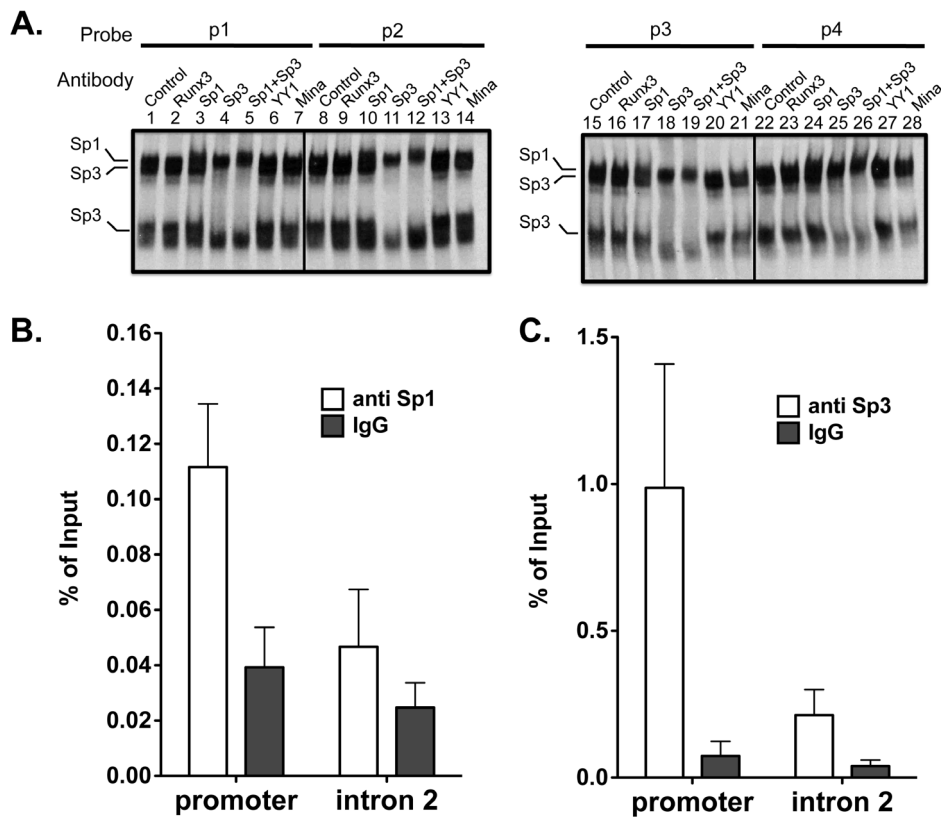 A.
Probe p1 p2 p3 p4
Antibody
Control Runx3 Sp1 Sp3 Sp1+Sp3 YY1 Mina Control Runx3 Sp1 Sp3 Sp1+Sp3 YY1 Mina
1 2 3 4 5 6 7 8 9 10 11 12 13 14
Control Runx3 Sp1 Sp3 Sp1+Sp3 YY1 Mina Control Runx3 Sp1 Sp3 Sp1+Sp3 YY1 Mina
15 16 17 18 19 20 21 22 23 24 25 26 27 28
Sp1
Sp3
Sp3
Sp1
Sp3
Sp3
B.
% of Input
0.16
0.14
0.12
0.10
0.08
0.06
0.04
0.02
0.00
anti Sp1
IgG
promoter intron 2
C.
% of Input
1.5
1.0
0.5
0.0
anti Sp3
IgG
promoter intron 2